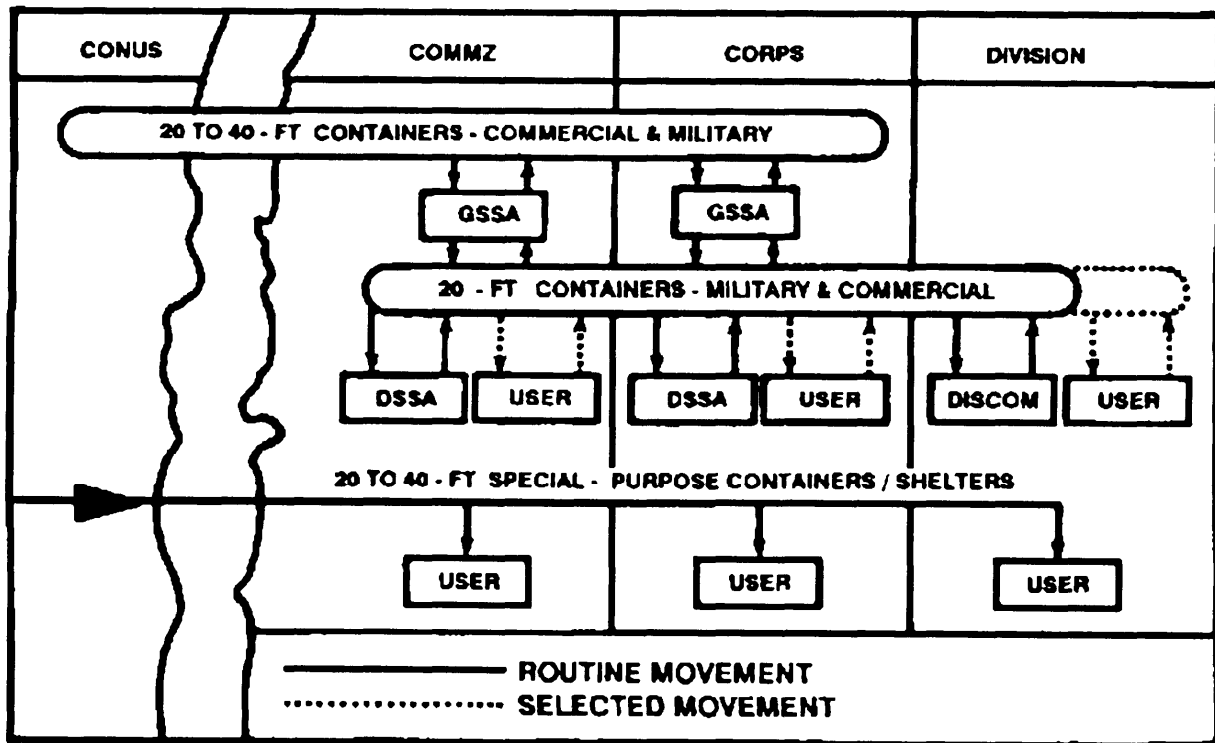 CONUS COMMZ CORPS DIVISION
20 TO 40 - FT CONTAINERS - COMMERCIAL & MILITARY
GSSA GSSA
20 - FT CONTAINERS - MILITARY & COMMERCIAL
DSSA USER DSSA USER DISCOM USER
20 TO 40 - FT SPECIAL - PURPOSE CONTAINERS / SHELTERS
USER USER USER
ROUTINE MOVEMENT
SELECTED MOVEMENT